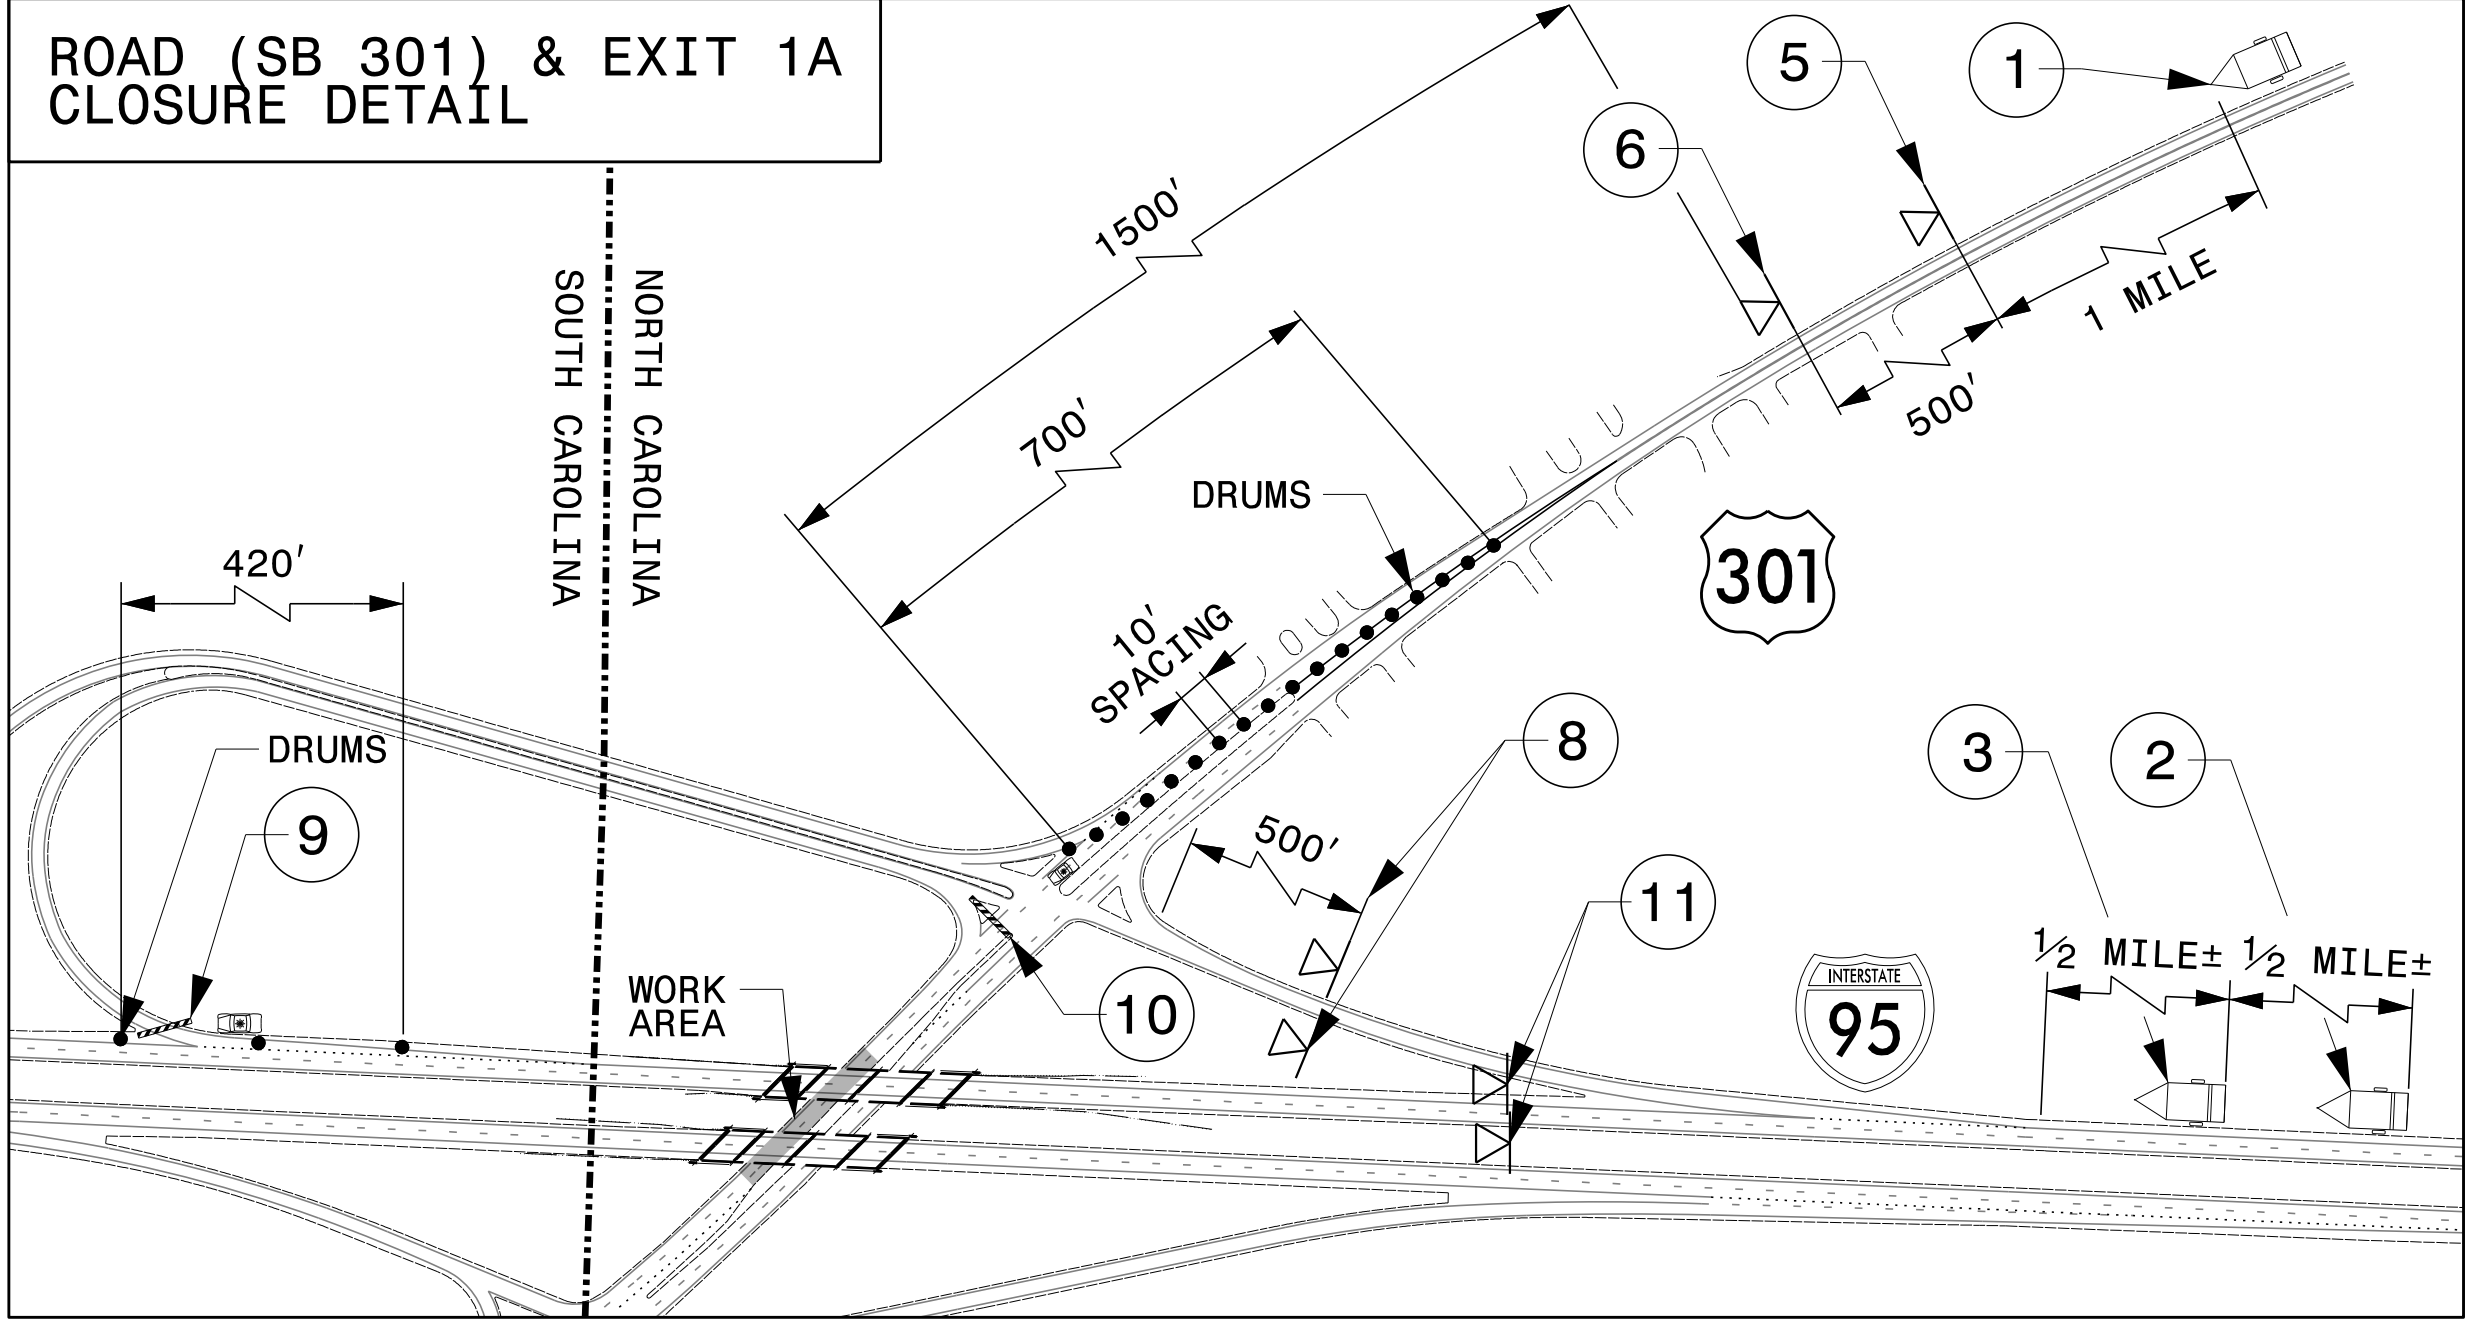 ROAD (SB 301) & EXIT 1A
CLOSURE DETAIL
1
5
6
1500'
1 MILE
500'
700'
DRUMS
SOUTH CAROLINA
NORTH CAROLINA
301
420'
10'
SPACING
DRUMS
9
8
3
2
500'
11
10
WORK
AREA
INTERSTATE
95
1/2 MILE±
1/2 MILE±